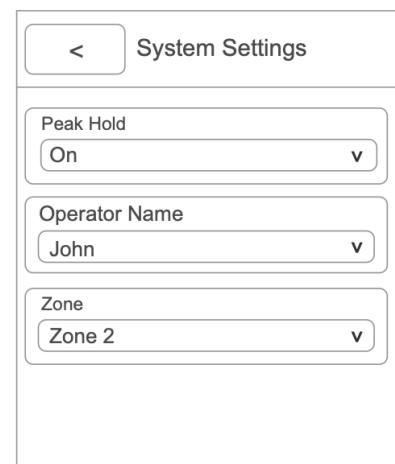 < System Settings
Peak Hold
On v
Operator Name
John v
Zone
Zone 2 v